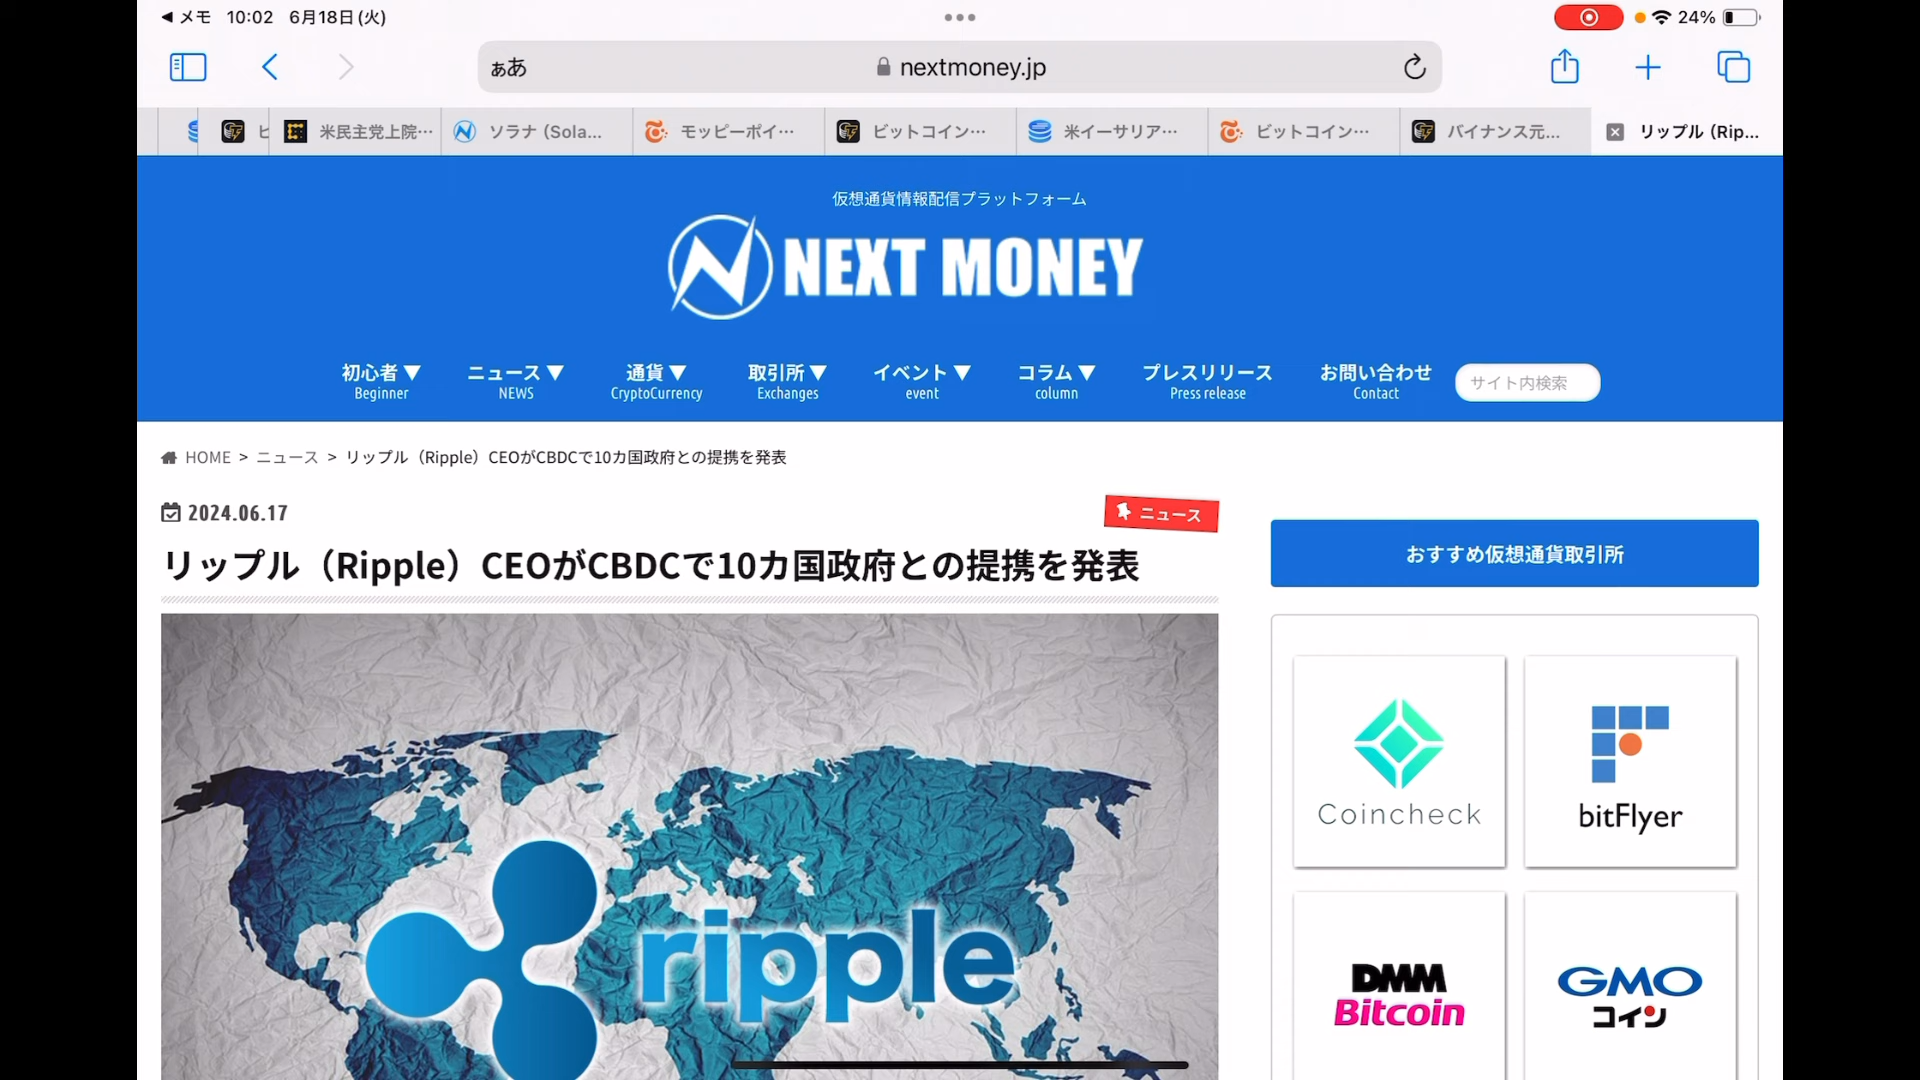 メモ 10:02 6月18日(火)
24%
ぁあ
nextmoney.jp
ヒ
米民主党上院…
ソラナ (Sola...
モッピーポイ…
ビットコイン…
米イーサリア…
ビットコイン…
バイナンス元...
リップル (Rip...
仮想通貨情報配信プラットフォーム
NEXT MONEY
初心者▼ ニュース▼ 通貨▼ 取引所▼ イベント▼ コラム▼ プレスリリース お問い合わせ
Beginner NEWS CryptoCurrency Exchanges event column Press release Contact
サイト内検索
HOME > ニュース > リップル（Ripple）CEOがCBDCで10カ国政府との提携を発表
2024.06.17
ニュース
リップル（Ripple）CEOがCBDCで10カ国政府との提携を発表
ripple
おすすめ仮想通貨取引所
Coincheck
bitFlyer
DMM
Bitcoin
GMO
コイン